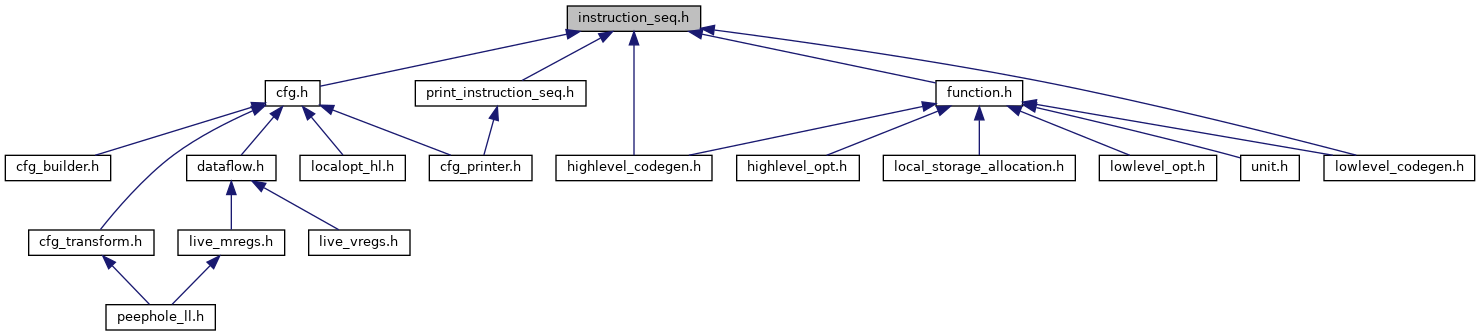 instruction_seq.h
cfg.h
print_instruction_seq.h
function.h
cfg_builder.h
dataflow.h
localopt_hl.h
cfg_printer.h
highlevel_codegen.h
highlevel_opt.h
local_storage_allocation.h
lowlevel_opt.h
unit.h
lowlevel_codegen.h
cfg_transform.h
live_mregs.h
live_vregs.h
peephole_ll.h